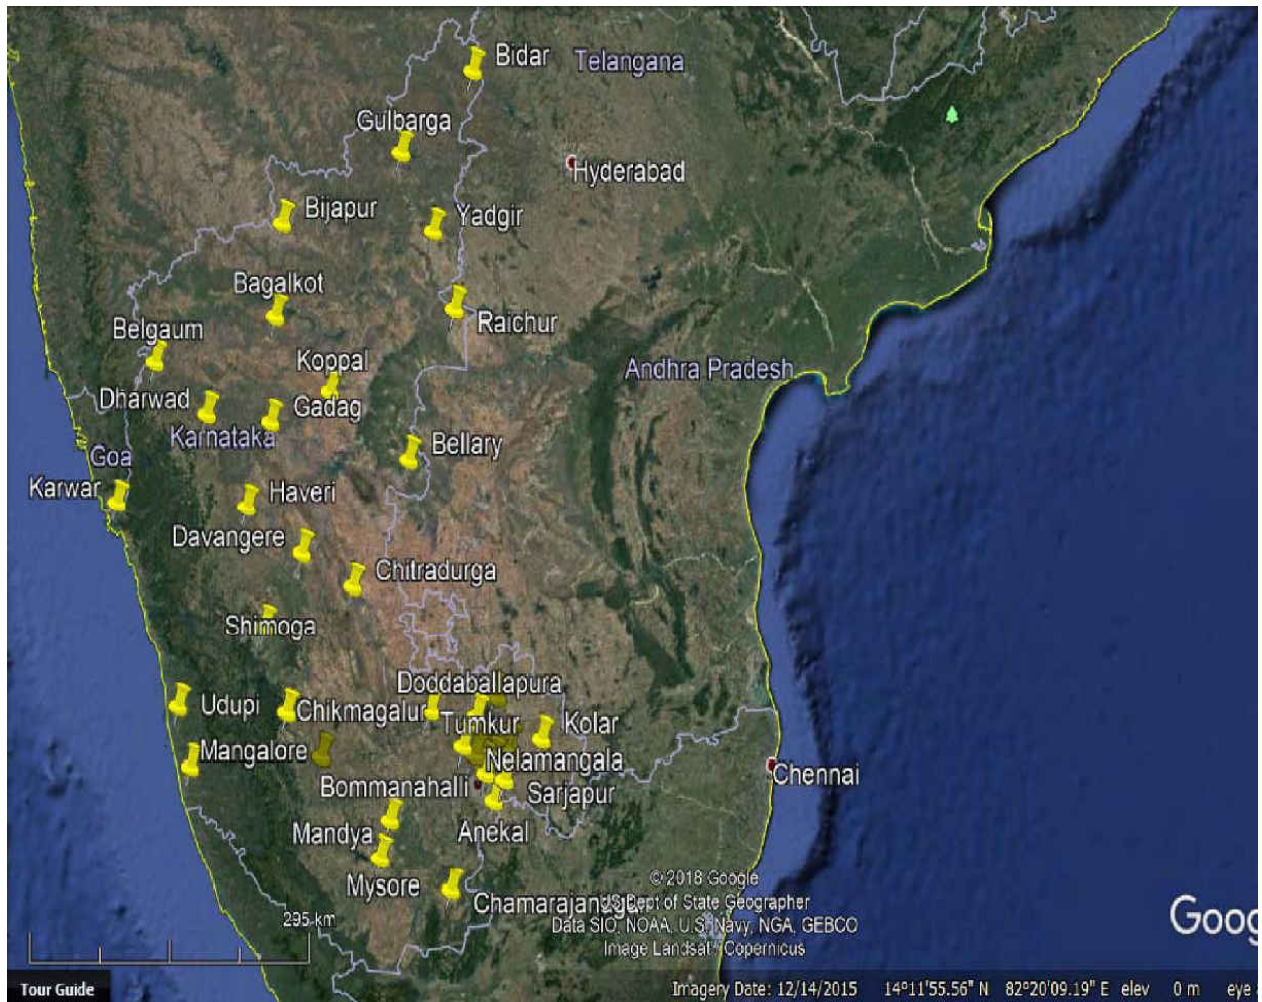 Bidar
Telangana
Gulbarga
Hyderabad
Bijapur
Yadgir
Bagalkot
Raichur
Belgaum
Koppal
Andhra Pradesh
Dharwad
Gadag
Karnataka
Bellary
Goa
Karwar
Haveri
Davangere
Chitradurga
Shimoga
Doddaballapura
Udupi
Chikmagalur
Tumkur
Kolar
Mangalore
Nelamangala
Chennai
Bommanahalli
Sarjapur
Mandya
Anekal
Mysore
© 2018 Google
Chamarajanagar
US Dept of State Geographer
295 km
Data SIO, NOAA, U.S. Navy, NGA, GEBCO
Goog
Image Landsat / Copernicus
Tour Guide
Imagery Date: 12/14/2015 14°11'55.56" N 82°20'09.19" E elev 0 m eye